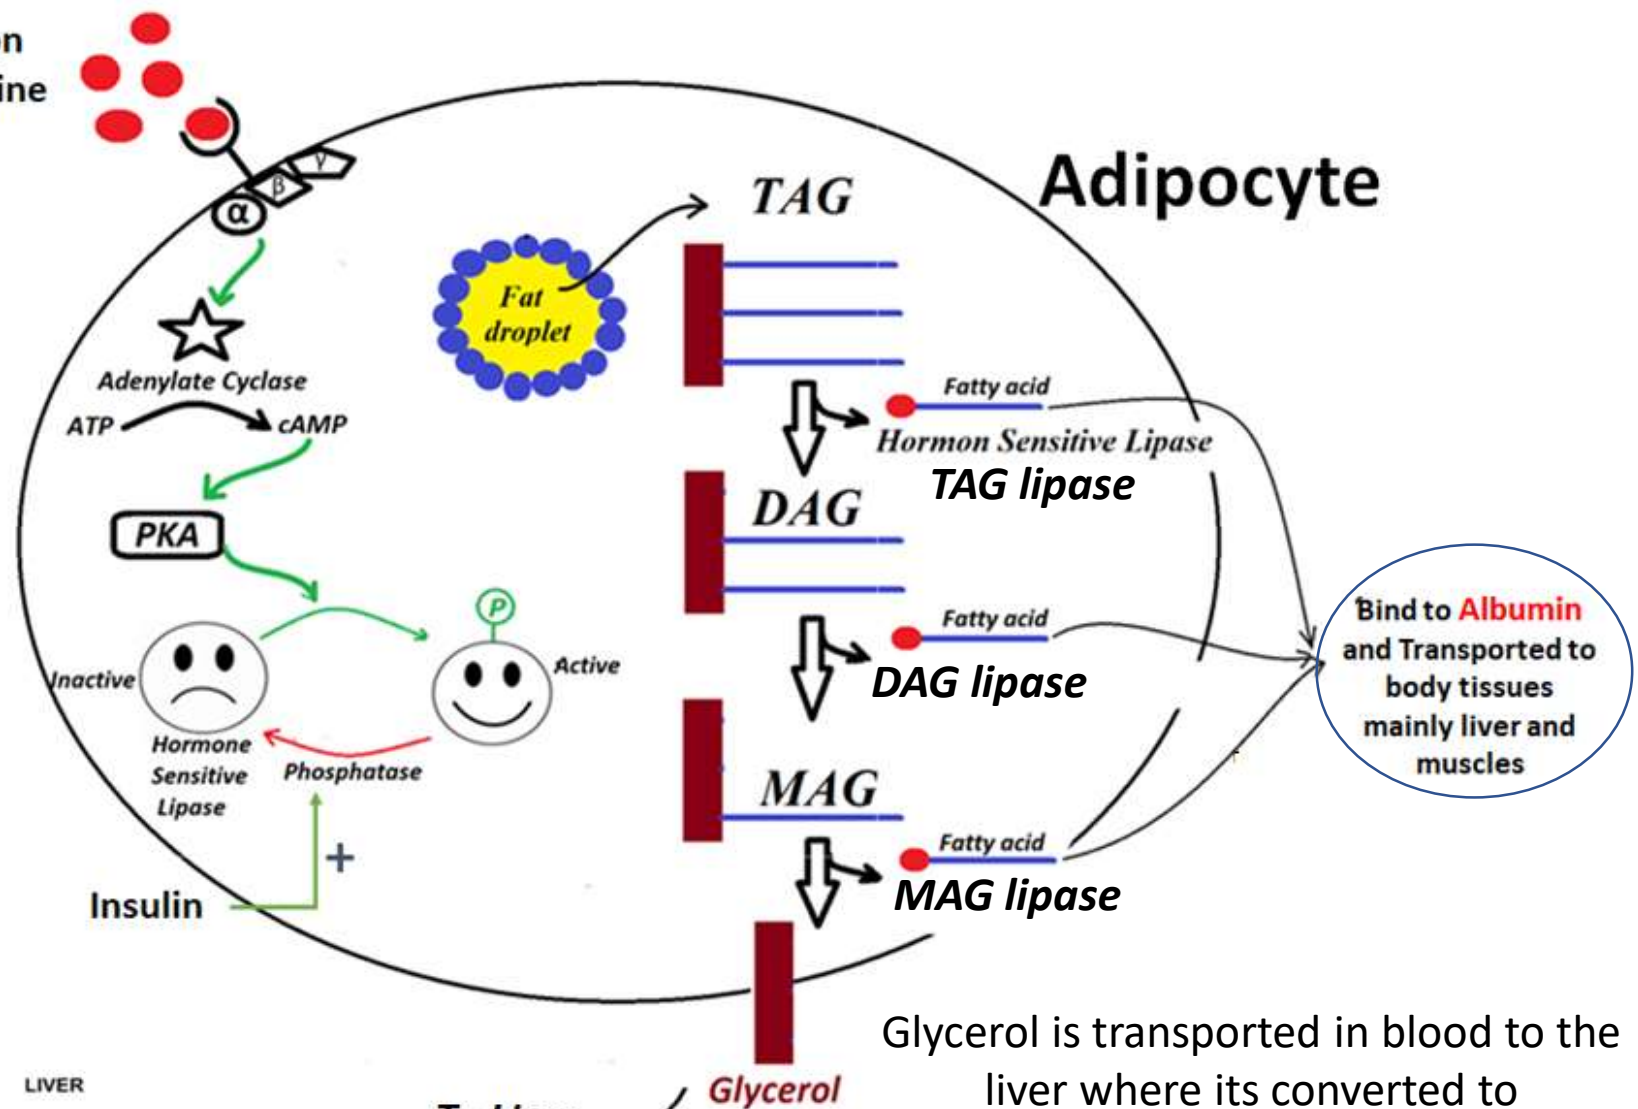 Adipocyte
γ
β
α
TAG
Fat
droplet
Adenylate Cyclase
ATP
cAMP
Fatty acid
Hormon Sensitive Lipase
TAG lipase
DAG
PKA
P
Inactive
Active
Hormone
Sensitive
Lipase
Phosphatase
Insulin
+
Fatty acid
DAG lipase
MAG
Fatty acid
MAG lipase
Bind to Albumin
and Transported to
body tissues
mainly liver and
muscles
Glycerol
Glycerol is transported in blood to the
liver where its converted to
LIVER